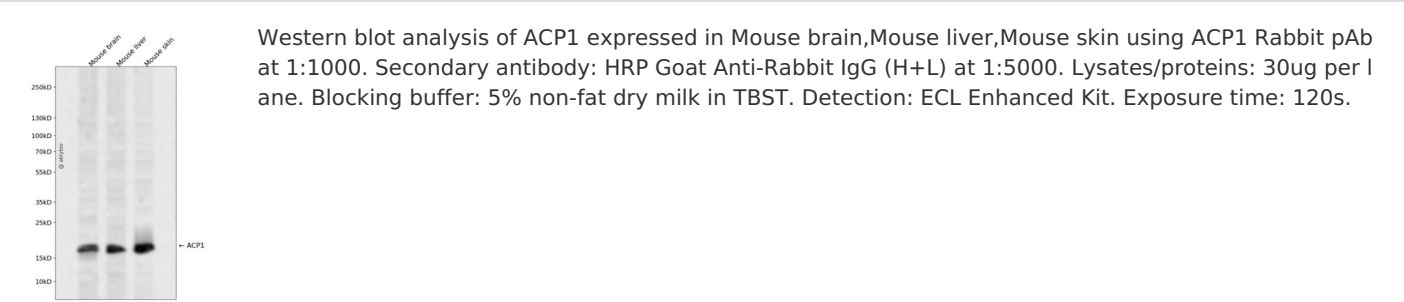 Mouse brain
Mouse liver
Mouse skin
250kD
130kD
100kD
70kD
55kD
35kD
25kD
15kD
10kD
← ACP1
Western blot analysis of ACP1 expressed in Mouse brain,Mouse liver,Mouse skin using ACP1 Rabbit pAb
at 1:1000. Secondary antibody: HRP Goat Anti-Rabbit IgG (H+L) at 1:5000. Lysates/proteins: 30ug per l
ane. Blocking buffer: 5% non-fat dry milk in TBST. Detection: ECL Enhanced Kit. Exposure time: 120s.